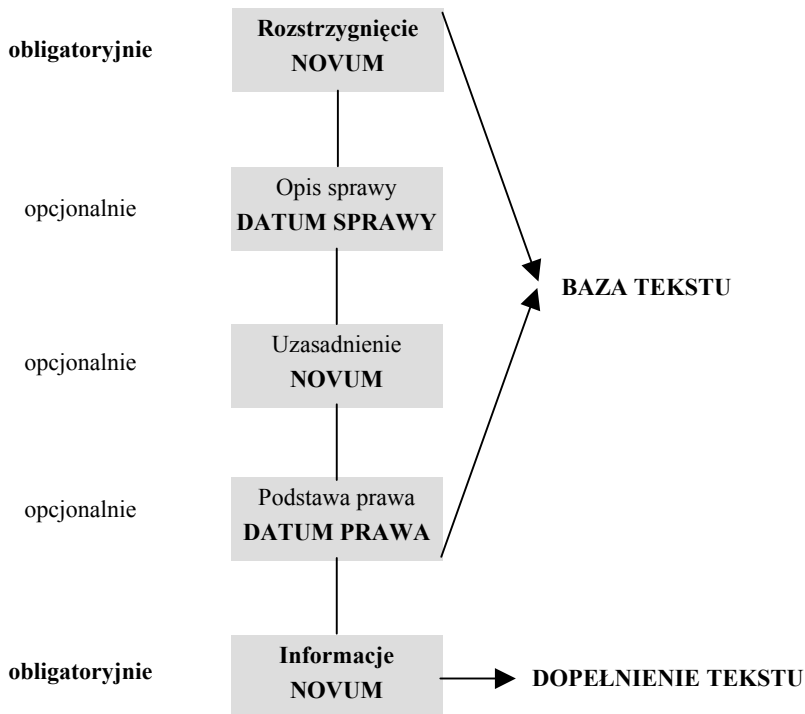 obligatoryjnie
Rozstrzygnięcie
NOVUM
opcjonalnie
Opis sprawy
DATUM SPRAWY
BAZA TEKSTU
opcjonalnie
Uzasadnienie
NOVUM
opcjonalnie
Podstawa prawa
DATUM PRAWA
obligatoryjnie
Informacje
NOVUM
DOPEŁNIENIE TEKSTU